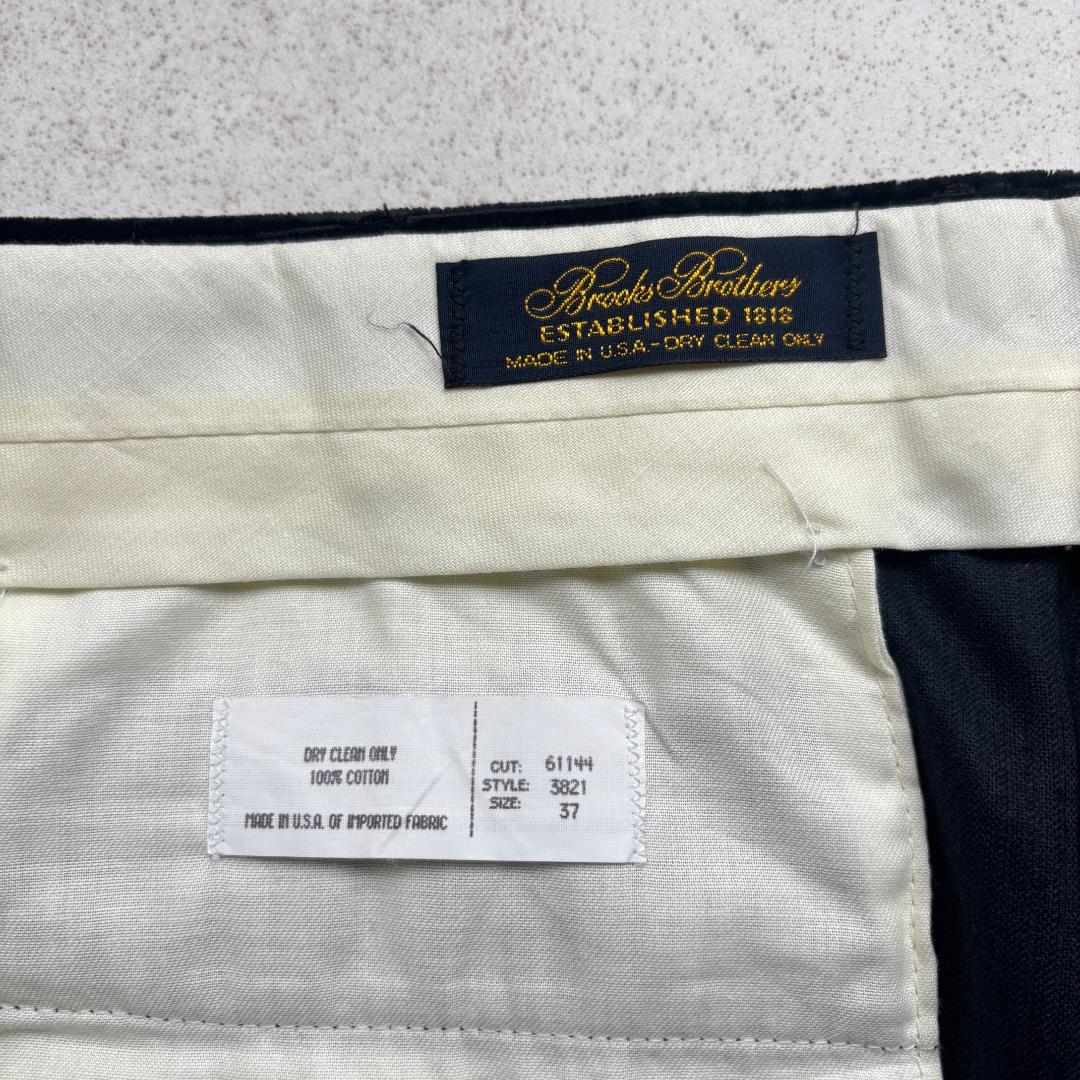 Brooks Brothers
ESTABLISHED 1818
MADE IN U.S.A.-DRY CLEAN ONLY
DRY CLEAN ONLY
100% COTTON
MADE IN U.S.A. OF IMPORTED FABRIC
CUT: 61144
STYLE: 3821
SIZE: 37